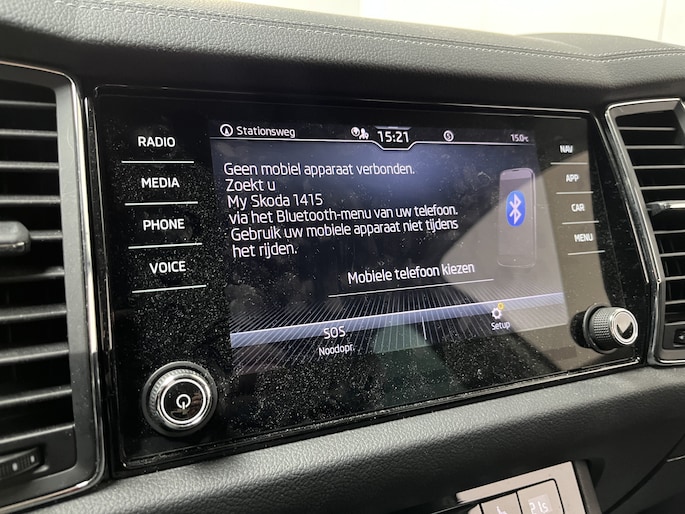 Stationsweg
15:21
15.0°C
RADIO
MEDIA
PHONE
VOICE
Geen mobiel apparaat verbonden.
Zoekt u
My Skoda 1415
via het Bluetooth-menu van uw telefoon.
Gebruik uw mobiele apparaat niet tijdens
het rijden.
Mobiele telefoon kiezen
SOS
Noodopr.
Setup
NAV
APP
CAR
MENU